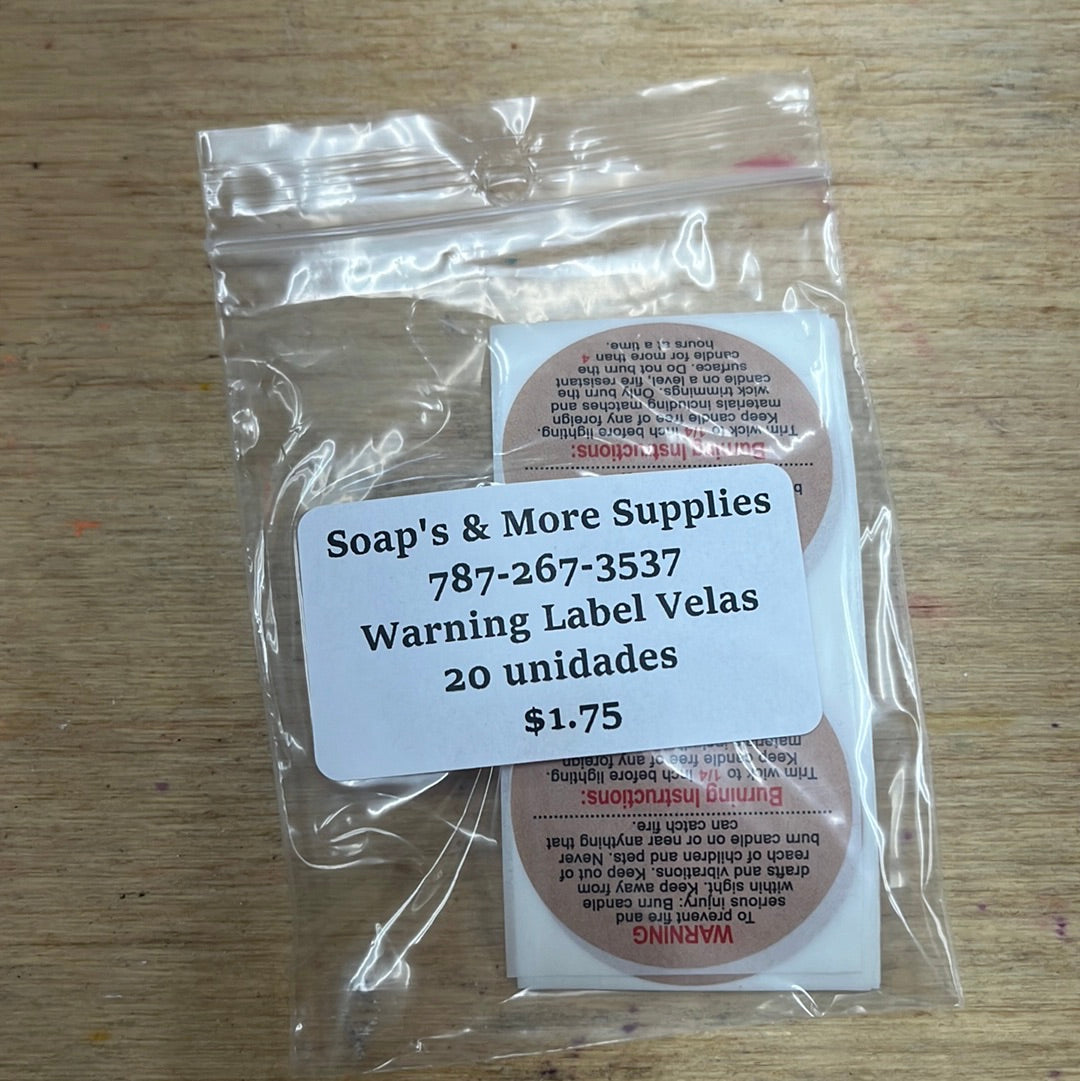 Soap's & More Supplies
787-267-3537
Warning Label Velas
20 unidades
$1.75
WARNING
To prevent fire and
serious injury: Burn candle
within sight. Keep away from
drafts and vibrations. Keep out of
reach of children and pets. Never
burn candle on or near anything that
can catch fire.
Burning Instructions:
Trim wick to 1/4 inch before lighting.
Keep candle free of any foreign
Burning Instructions:
Trim wick to 1/4 inch before lighting.
Keep candle free of any foreign
materials including matches and
wick trimmings. Only burn the
candle on a level, fire resistant
surface. Do not burn the
candle for more than 4
hours at a time.